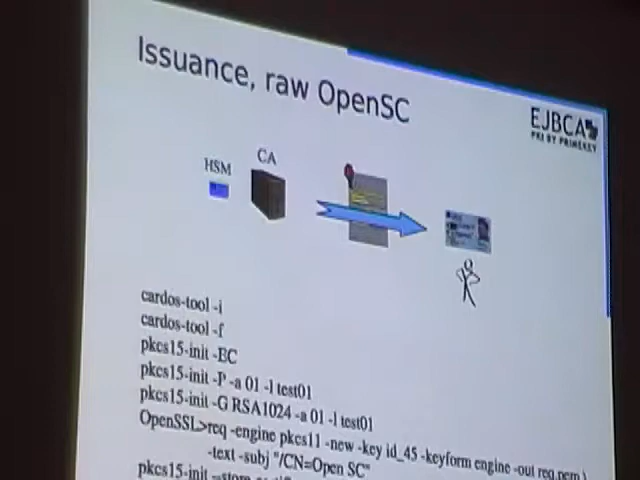 Issuance, raw OpenSC
EJBCA
PKI BY PRIMEKEY
HSM
CA
cardos-tool -i
cardos-tool -f
pkcs15-init -EC
pkcs15-init -P -a 01 -l test01
pkcs15-init -G RSA1024 -a 01 -l test01
OpenSSL>req -engine pkcs11 -new -key id_45 -keyform engine -out req.pem
-text -subj "/CN=Open SC"
pkcs15-init